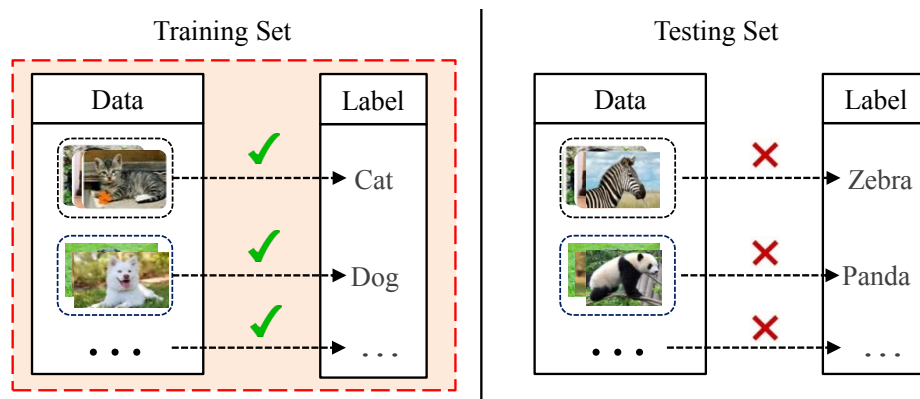 Training Set
Data
Label
Cat
Dog
. . .
. . .
Testing Set
Data
Label
Zebra
Panda
. . .
. . .